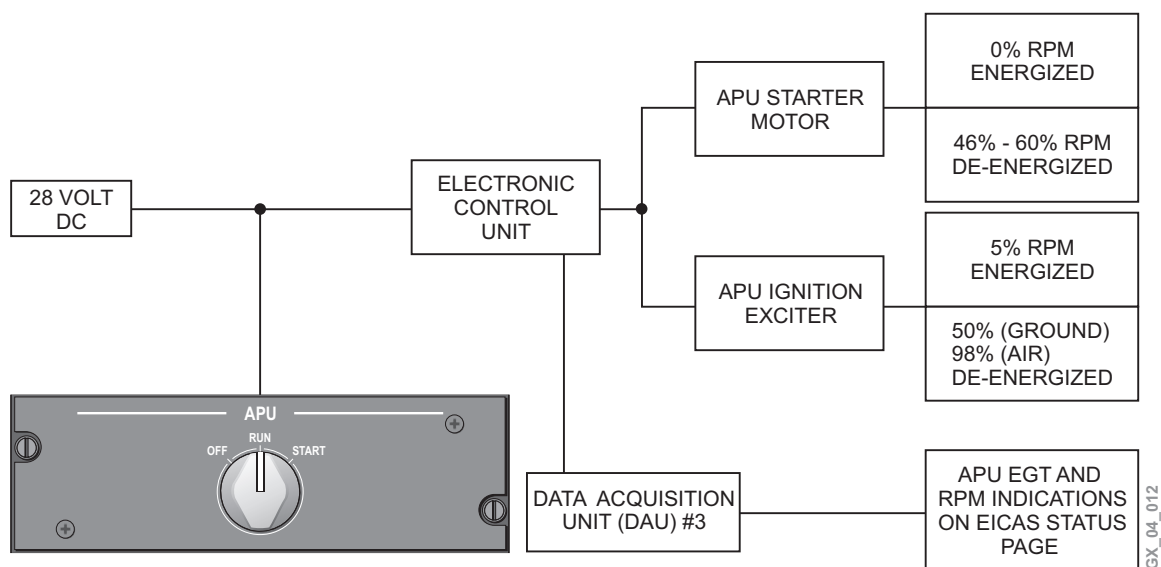 28 VOLT
DC
ELECTRONIC
CONTROL
UNIT
APU STARTER
MOTOR
0% RPM
ENERGIZED
46% - 60% RPM
DE-ENERGIZED
APU IGNITION
EXCITER
5% RPM
ENERGIZED
50% (GROUND)
98% (AIR)
DE-ENERGIZED
APU
OFF
RUN
START
DATA ACQUISITION
UNIT (DAU) #3
APU EGT AND
RPM INDICATIONS
ON EICAS STATUS
PAGE
GX_04_012